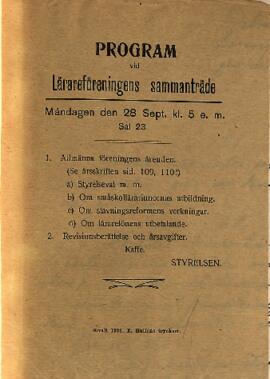 PROGRAM
vid
Lärareföreningens sammanträde
Måndagen den 28 Sept. kl. 5 e. m.
Sal 23.
1. Allmänna föreningens ärenden.
(Se årsskriften sid. 109, 110.)
a) Styrelseval m. m.
b) Om småskollärarinnornas utbildning.
c) Om stavningsreformens verkningar.
d) Om lärarelönens utbetalande.
2. Revisionsberättelse och årsavgifter.
Kaffe.
STYRELSEN.
tryckeri.